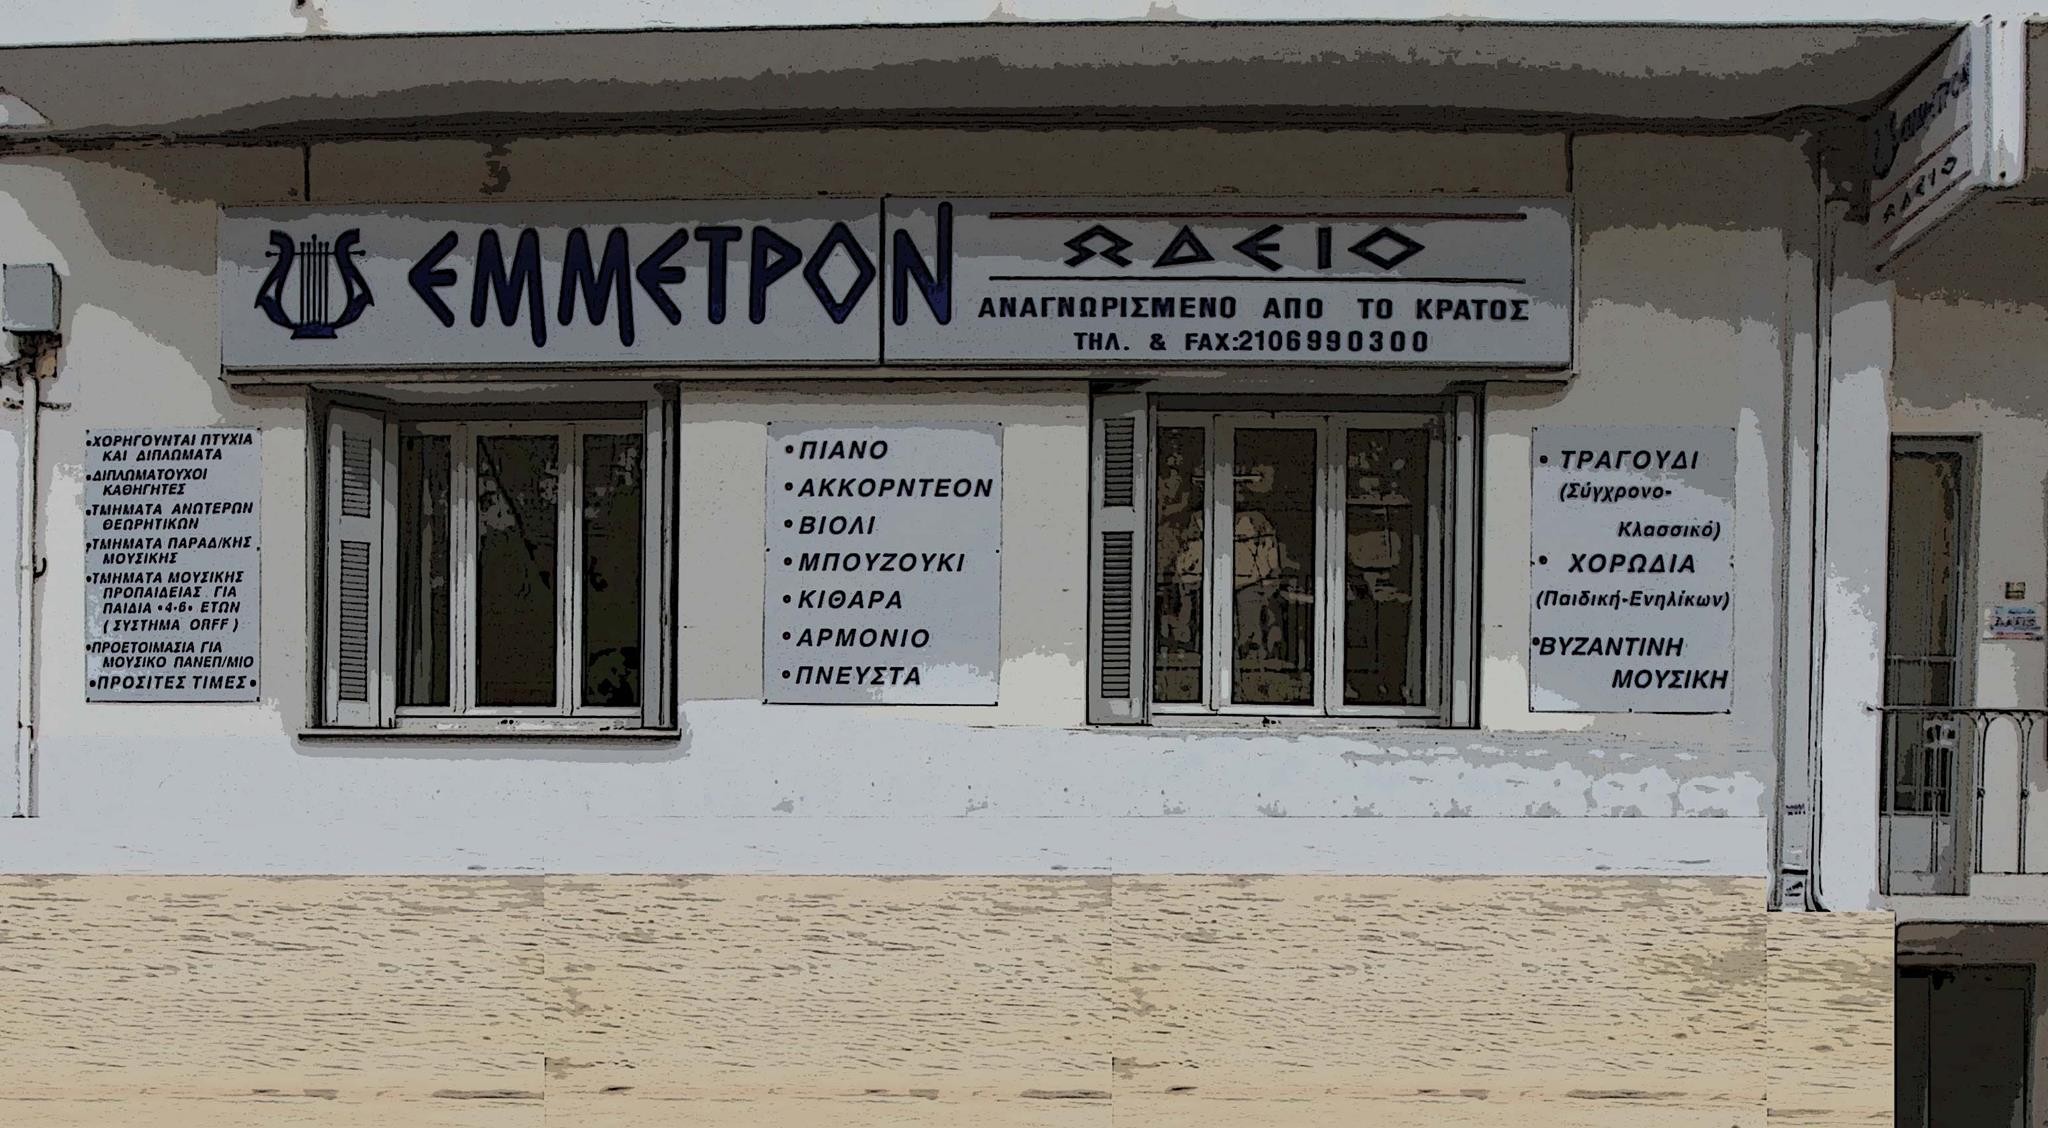 ΕΜΜΕΤΡΟΝ
ΩΔΕΙΟ
ΑΝΑΓΝΩΡΙΣΜΕΝΟ ΑΠΟ ΤΟ ΚΡΑΤΟΣ
ΤΗΛ. & FAX:2106990300
ΕΜΜΕΤΡΟΝ
ΩΔΕΙΟ
•ΧΟΡΗΓΟΥΝΤΑΙ ΠΤΥΧΙΑ
ΚΑΙ ΔΙΠΛΩΜΑΤΑ
•ΔΙΠΛΩΜΑΤΟΥΧΟΙ
ΚΑΘΗΓΗΤΕΣ
•ΤΜΗΜΑΤΑ ΑΝΩΤΕΡΩΝ
ΘΕΩΡΗΤΙΚΩΝ
•ΤΜΗΜΑΤΑ ΠΑΡΑΔ/ΚΗΣ
ΜΟΥΣΙΚΗΣ
•ΤΜΗΜΑΤΑ ΜΟΥΣΙΚΗΣ
ΠΡΟΠΑΙΔΕΙΑΣ ΓΙΑ
ΠΑΙΔΙΑ •4-6• ΕΤΩΝ
( ΣΥΣΤΗΜΑ ORFF )
•ΠΡΟΕΤΟΙΜΑΣΙΑ ΓΙΑ
ΜΟΥΣΙΚΟ ΠΑΝΕΠ/ΜΙΟ
•ΠΡΟΣΙΤΕΣ ΤΙΜΕΣ•
•ΠΙΑΝΟ
•ΑΚΚΟΡΝΤΕΟΝ
•ΒΙΟΛΙ
•ΜΠΟΥΖΟΥΚΙ
•ΚΙΘΑΡΑ
•ΑΡΜΟΝΙΟ
•ΠΝΕΥΣΤΑ
• ΤΡΑΓΟΥΔΙ
(Σύγχρονο-
Κλασσικό)
• ΧΟΡΩΔΙΑ
(Παιδική-Ενηλίκων)
•ΒΥΖΑΝΤΙΝΗ
ΜΟΥΣΙΚΗ